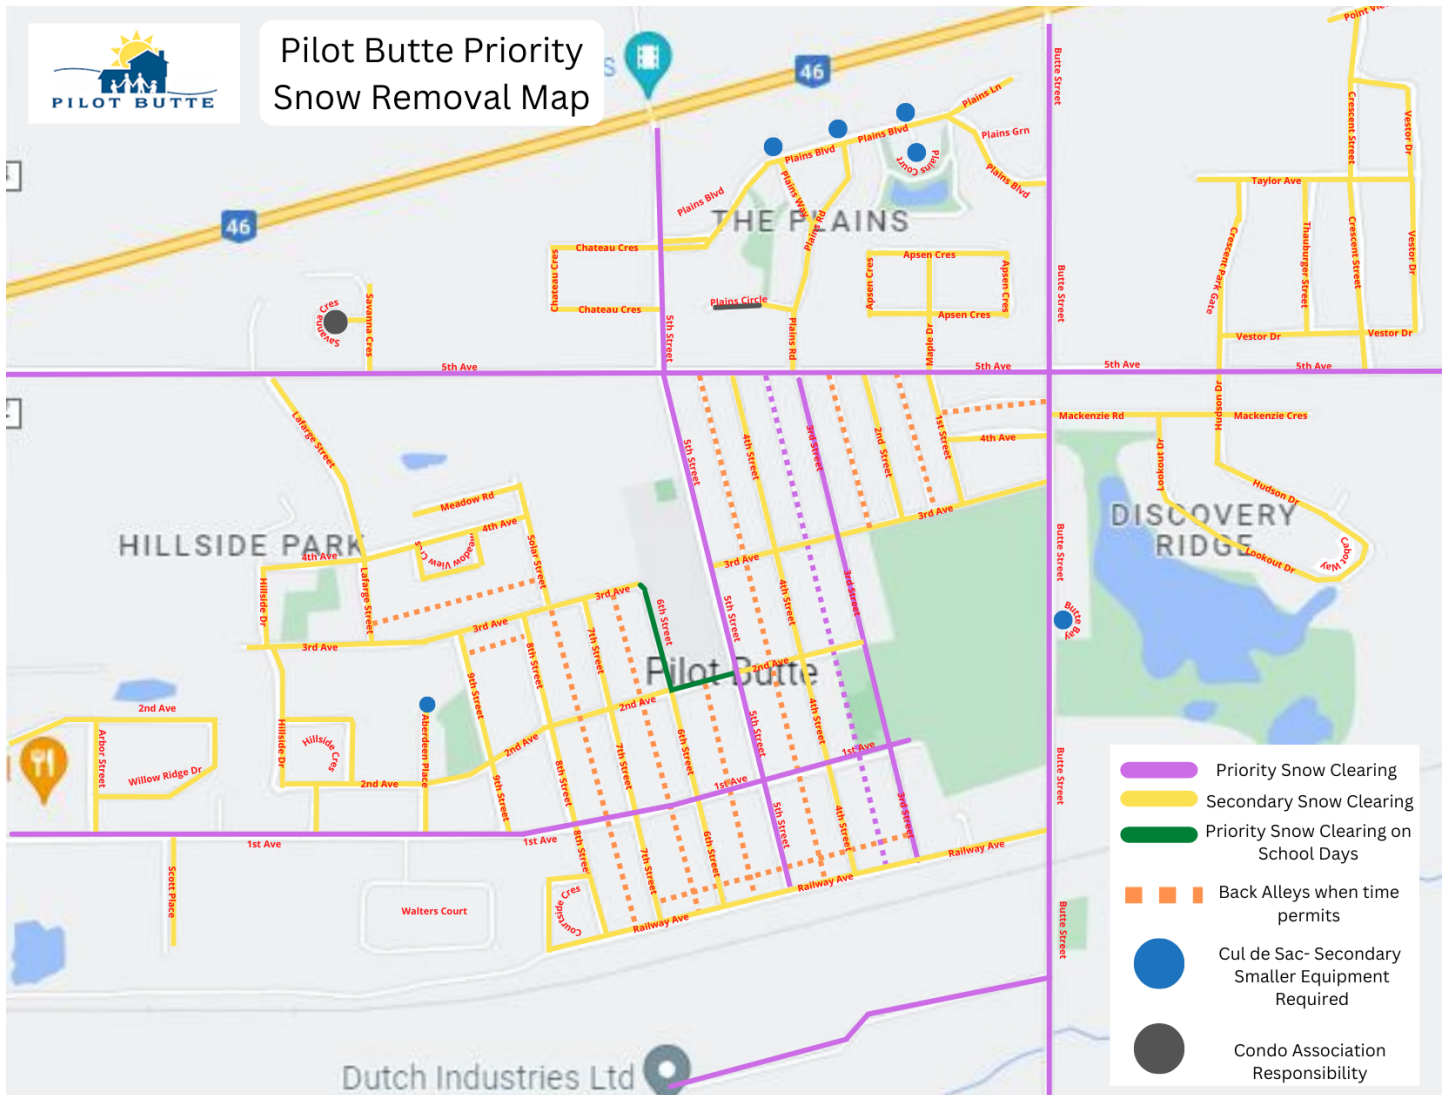 PILOT BUTTE
Pilot Butte Priority
Snow Removal Map
S
46
46
Point Vie
Butte Street
Crescent Street
Vestor Dr
Plains Ln
Plains Blvd
Plains Blvd
Plains Grn
Plains Court
Plains Blvd
Plains Blvd
Plains Way
Plains Rd
THE PLAINS
Taylor Ave
Crescent Park Gate
Thauburger Street
Crescent Street
Vestor Dr
Chateau Cres
Chateau Cres
Chateau Cres
Apsen Cres
Apsen Cres
Apsen Cres
Apsen Cres
Butte Street
Savanna Cres
Savanna Cres
Plains Circle
Plains Rd
Maple Dr
5th Street
Vestor Dr
Vestor Dr
5th Ave
5th Ave
5th Ave
5th Ave
Hudson Dr
Mackenzie Rd
Mackenzie Cres
Lafarge Street
5th Street
4th Street
3rd Street
2nd Street
1st Street
4th Ave
Lookout Dr
Hudson Dr
Meadow Rd
4th Ave
3rd Ave
DISCOVERY
RIDGE
HILLSIDE PARK
4th Ave
Solar Street
3rd Ave
Butte Street
Lookout Dr
Cabot Way
Hillside Dr
Lafarge Street
3rd Ave
6th Street
5th Street
4th Street
3rd Street
Butte Bay
3rd Ave
3rd Ave
8th Street
7th Street
Pilot Butte
2nd Ave
9th Street
2nd Ave
2nd Ave
Hillside Dr
Hillside Cres
Aberdeen Place
2nd Ave
5th Street
4th Street
Arbor Street
Willow Ridge Dr
2nd Ave
2nd Ave
9th Street
8th Street
7th Street
6th Street
1st Ave
1st Ave
Butte Street
1st Ave
1st Ave
8th Street
7th Street
6th Street
5th Street
4th Street
3rd Street
Railway Ave
Railway Ave
Railway Ave
Scott Place
Walters Court
Courtside Cres
Butte Street
Dutch Industries Ltd
Priority Snow Clearing
Secondary Snow Clearing
Priority Snow Clearing on
School Days
Back Alleys when time
permits
Cul de Sac- Secondary
Smaller Equipment
Required
Condo Association
Responsibility